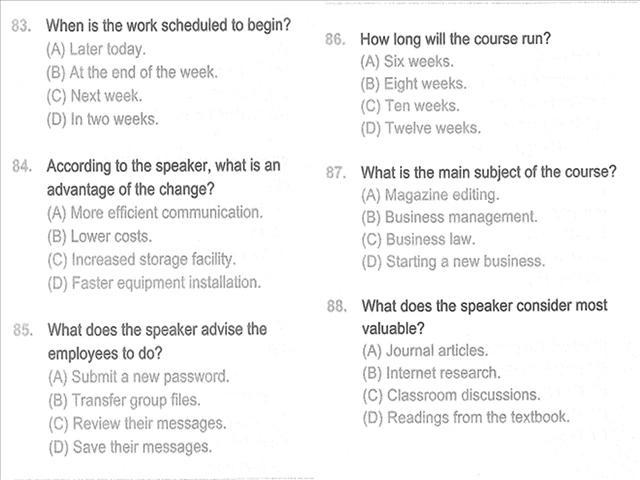 83. When is the work scheduled to begin?
(A) Later today.
(B) At the end of the week.
(C) Next week.
(D) In two weeks.
84. According to the speaker, what is an
advantage of the change?
(A) More efficient communication.
(B) Lower costs.
(C) Increased storage facility.
(D) Faster equipment installation.
85. What does the speaker advise the
employees to do?
(A) Submit a new password.
(B) Transfer group files.
(C) Review their messages.
(D) Save their messages.
86. How long will the course run?
(A) Six weeks.
(B) Eight weeks.
(C) Ten weeks.
(D) Twelve weeks.
87. What is the main subject of the course?
(A) Magazine editing.
(B) Business management.
(C) Business law.
(D) Starting a new business.
88. What does the speaker consider most
valuable?
(A) Journal articles.
(B) Internet research.
(C) Classroom discussions.
(D) Readings from the textbook.